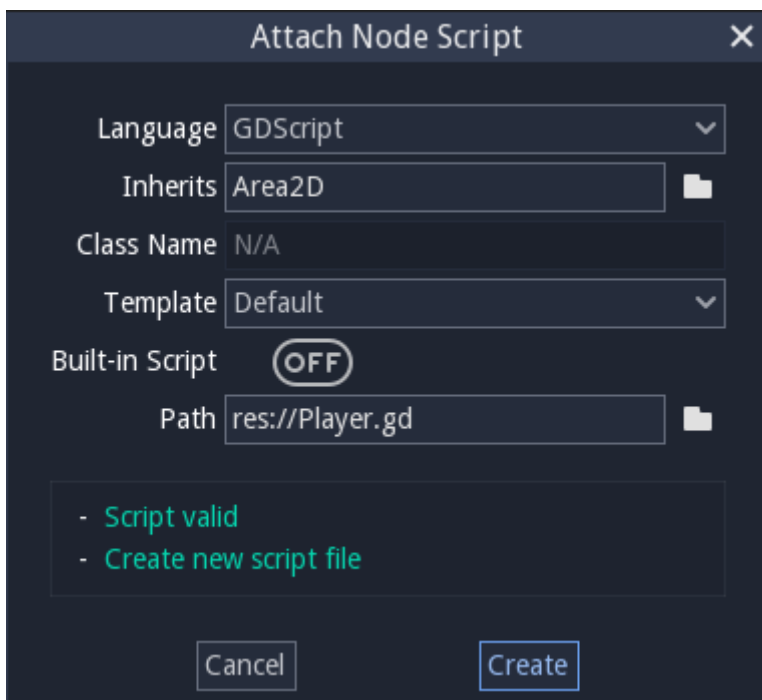 Attach Node Script
Language GDScript
Inherits Area2D
Class Name N/A
Template Default
Built-in Script OFF
Path res://Player.gd
- Script valid
- Create new script file
Cancel Create